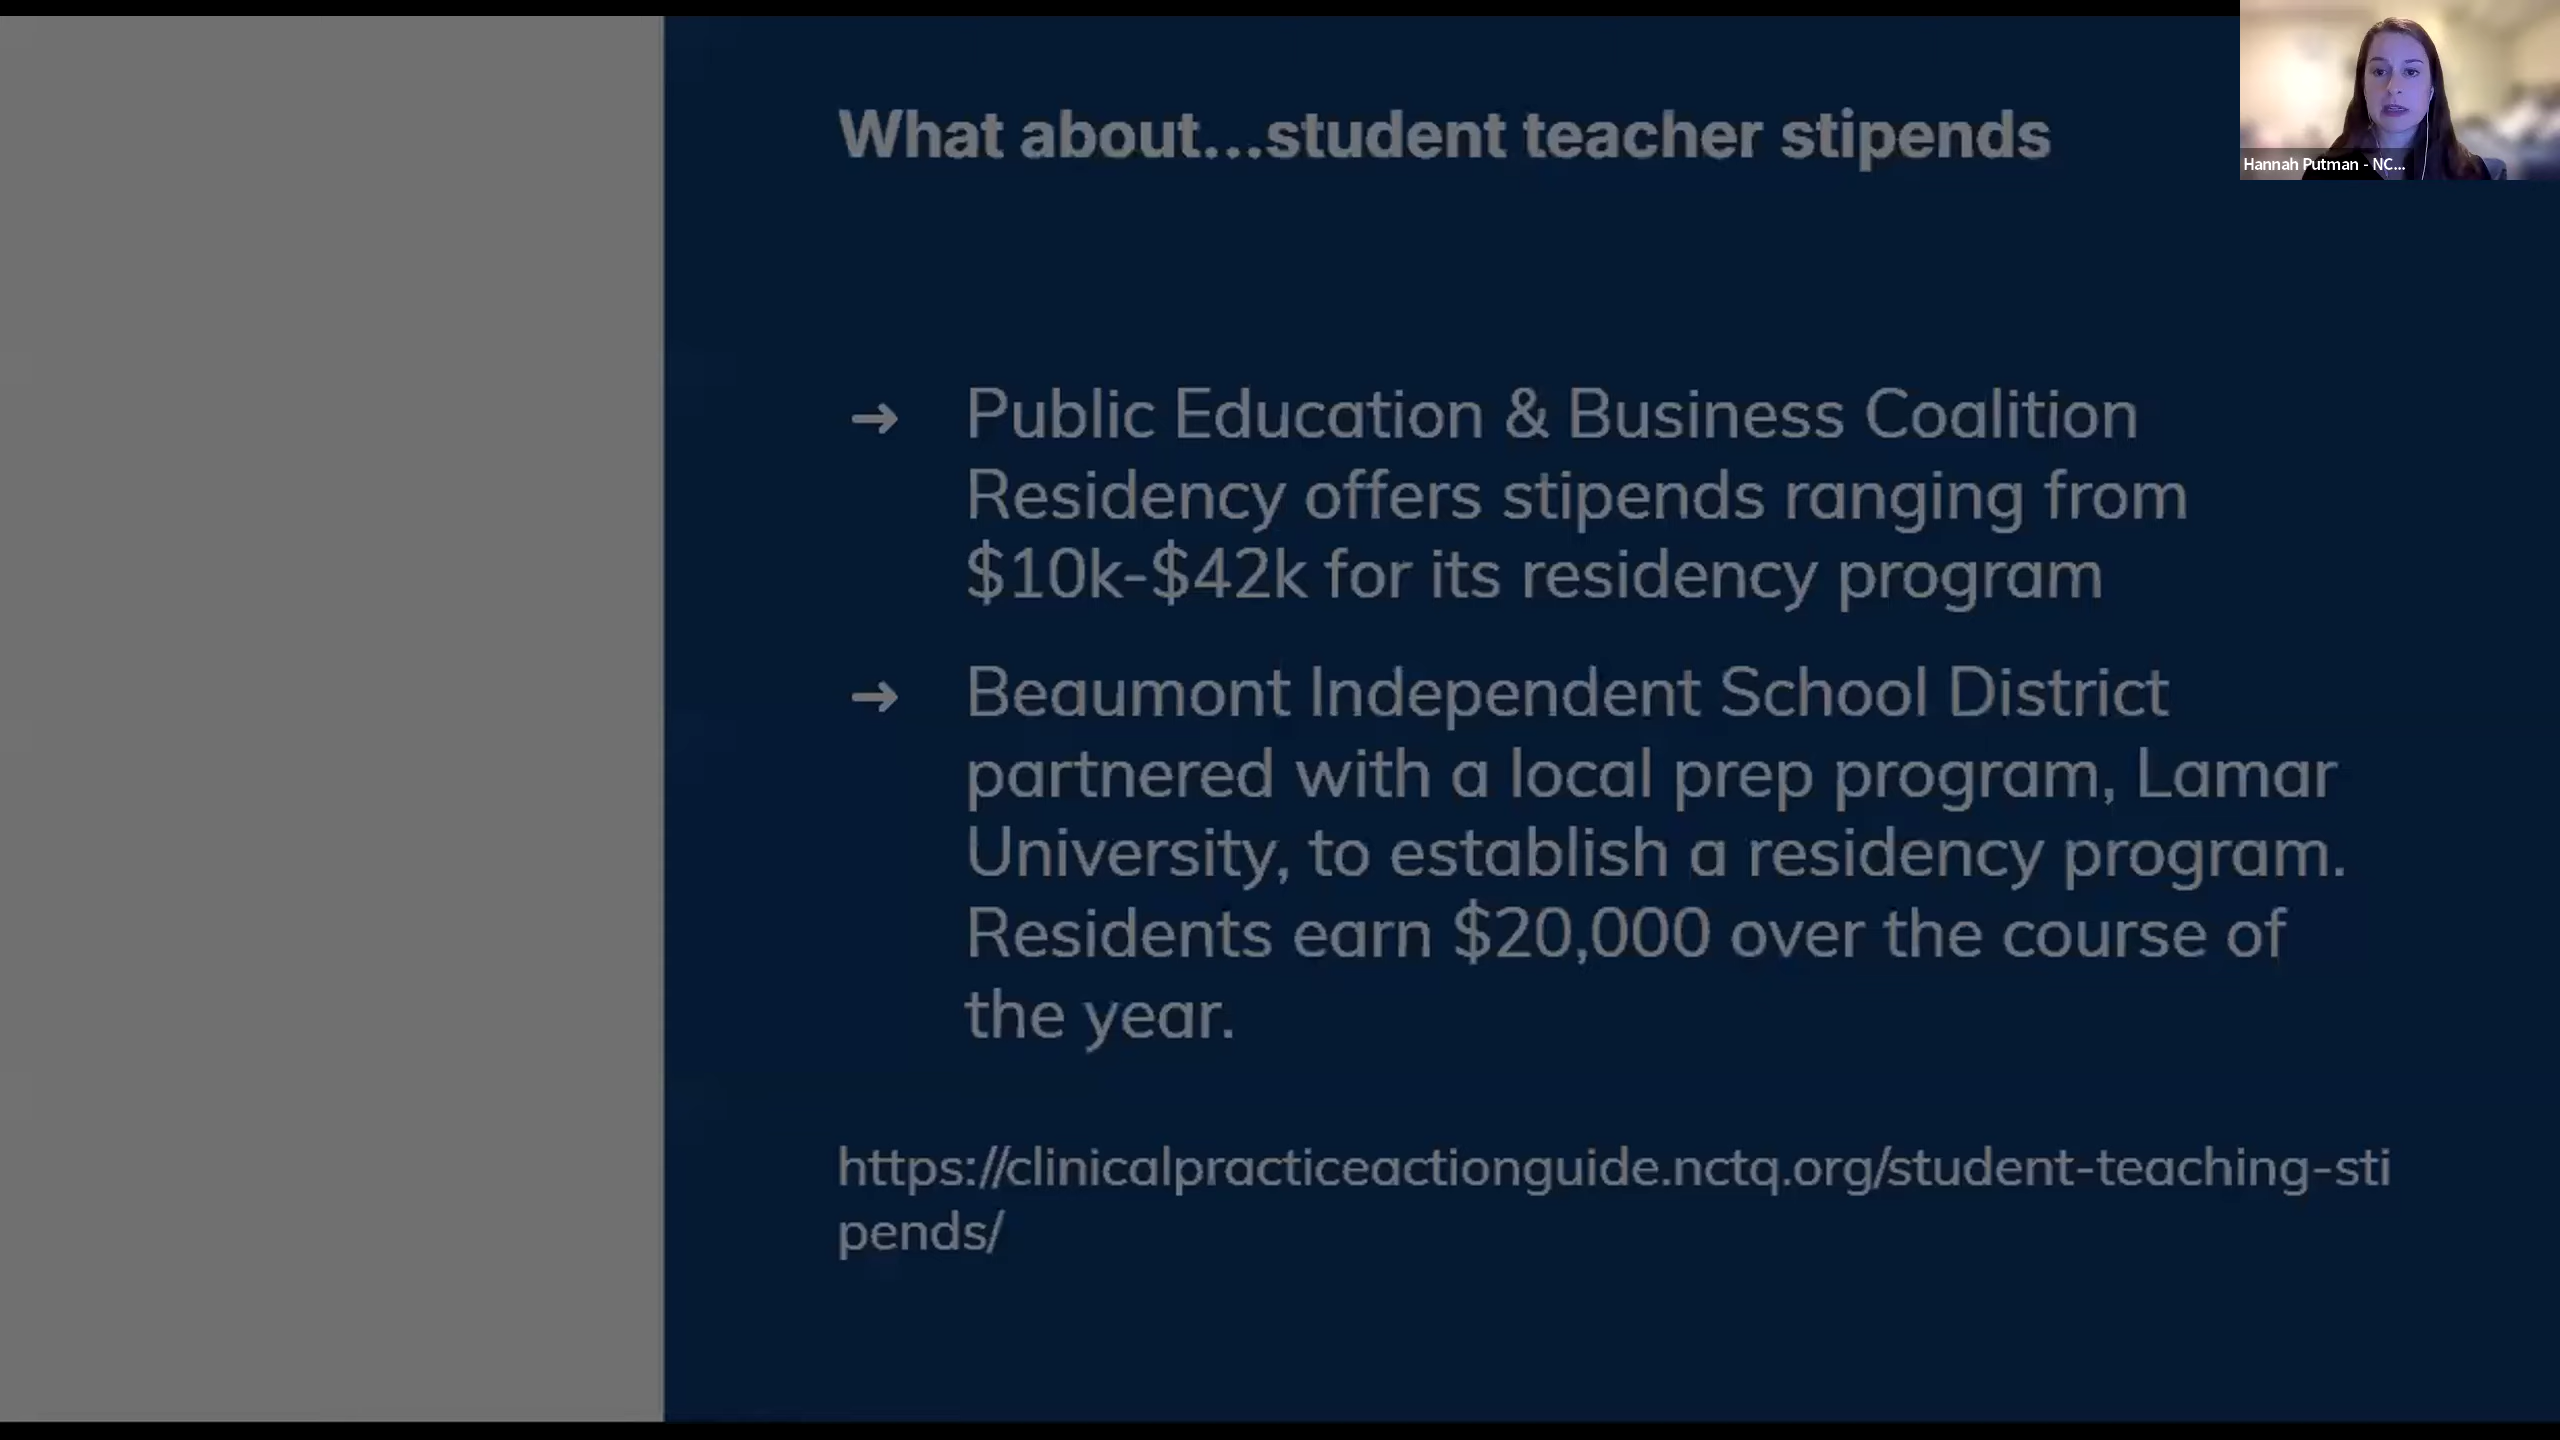 What about...student teacher stipends
Hannah Putman - NC...
➜ Public Education & Business Coalition
Residency offers stipends ranging from
$10k-$42k for its residency program
➜ Beaumont Independent School District
partnered with a local prep program, Lamar
University, to establish a residency program.
Residents earn $20,000 over the course of
the year.
https://clinicalpracticeactionguide.nctq.org/student-teaching-sti
pends/